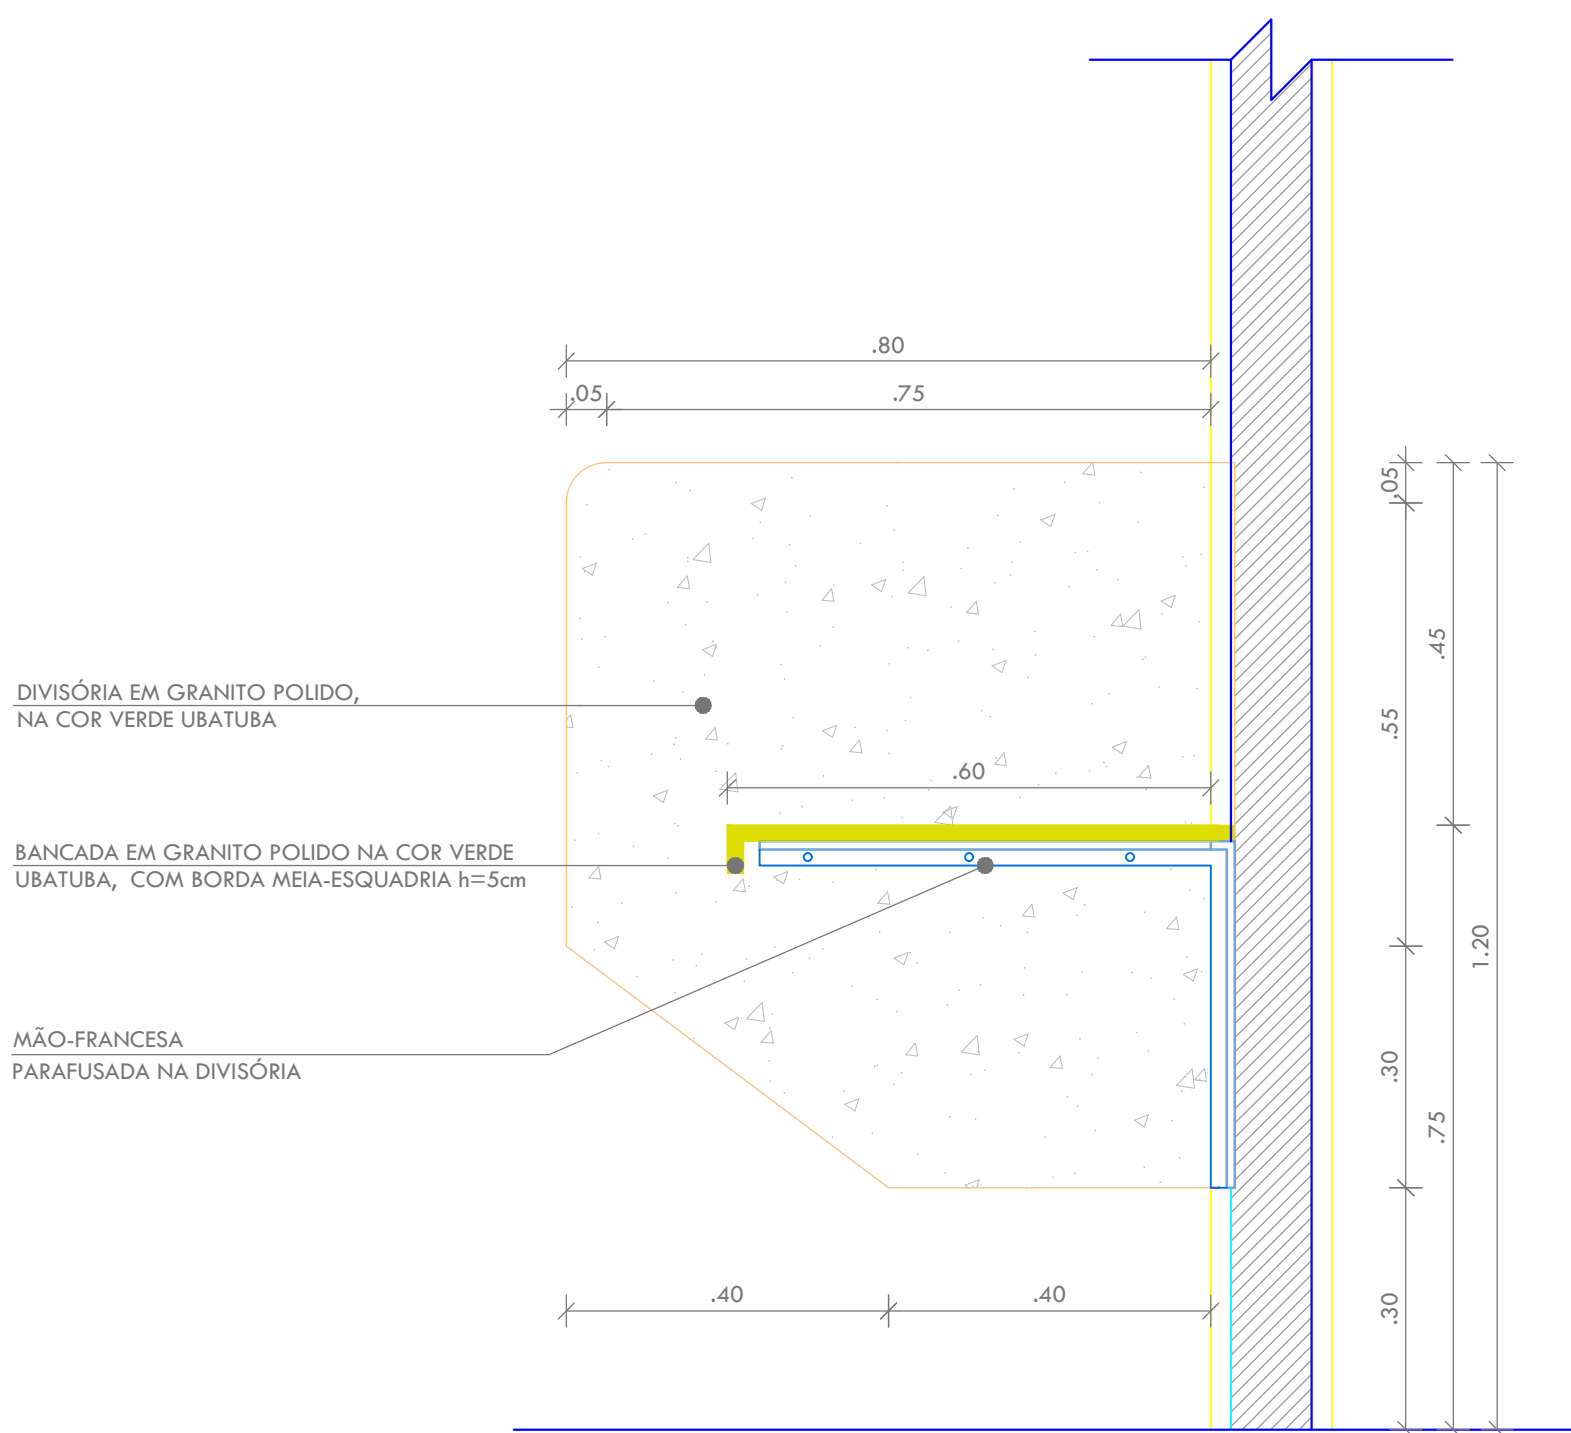 .80
.05
.75
.05
.45
DIVISÓRIA EM GRANITO POLIDO,
NA COR VERDE UBATUBA
.55
.60
BANCADA EM GRANITO POLIDO NA COR VERDE
UBATUBA, COM BORDA MEIA-ESQUADRIA h=5cm
1.20
MÃO-FRANCESA
PARAFUSADA NA DIVISÓRIA
.30
.75
.40
.40
.30